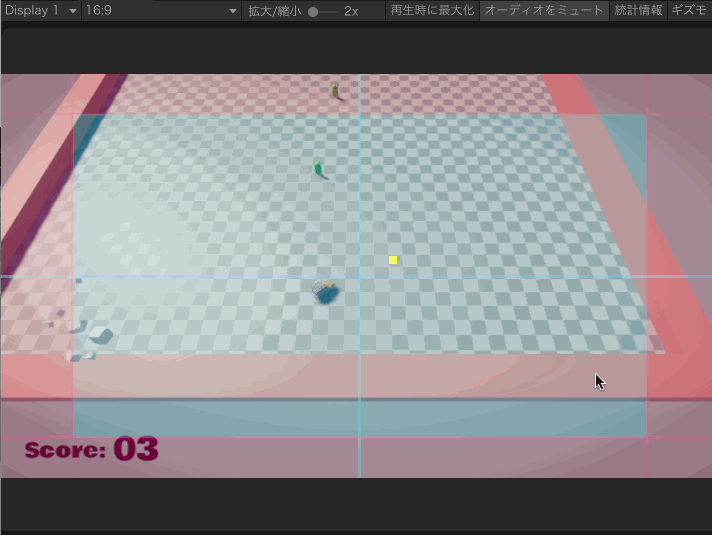 Display 1 16:9 拡大/縮小 2x 再生時に最大化 オーディオをミュート 統計情報 ギズモ
Score: 03